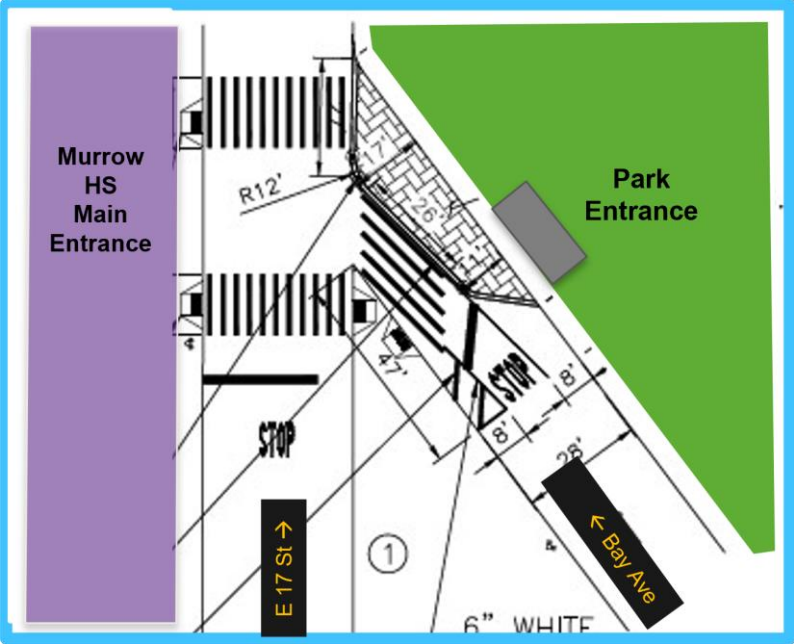 Murrow
HS
Main
Entrance
Park
Entrance
R12'
17'
26'
47'
STOP
STOP
8'
8'
28'
E 17 St →
← Bay Ave
1
6" WHITE